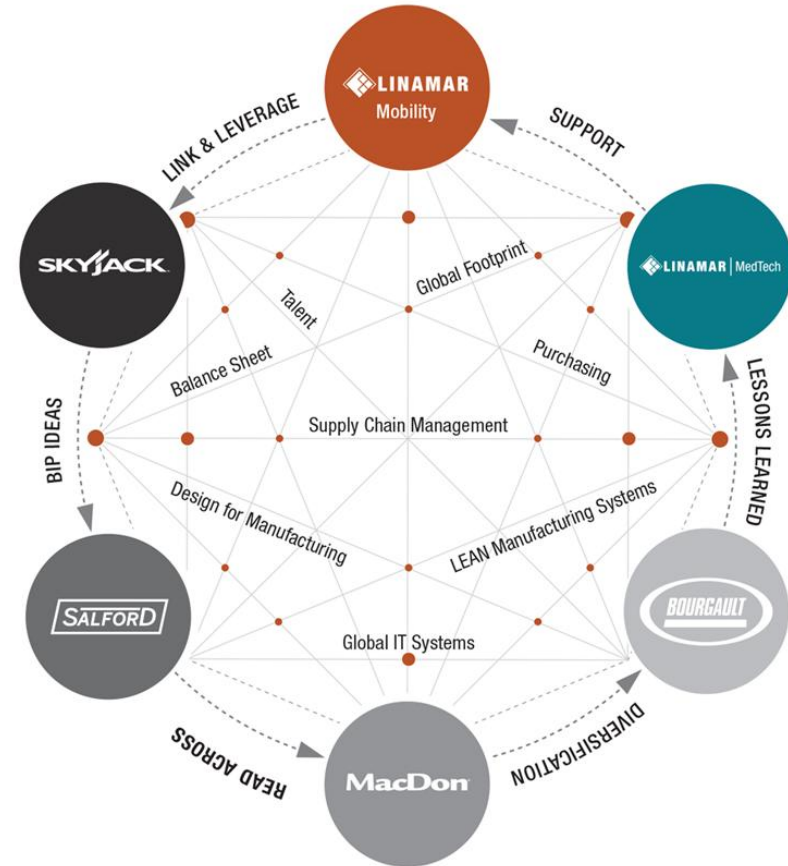 LINAMAR
Mobility
LINK & LEVERAGE
SUPPORT
SKYJACK
LINAMAR | MedTech
Global Footprint
Talent
Balance Sheet
Purchasing
BIP IDEAS
Supply Chain Management
LESSONS LEARNED
Design for Manufacturing
LEAN Manufacturing Systems
SALFORD
BOURGAULT
Global IT Systems
READ ACROSS
DIVERSIFICATION
MacDon